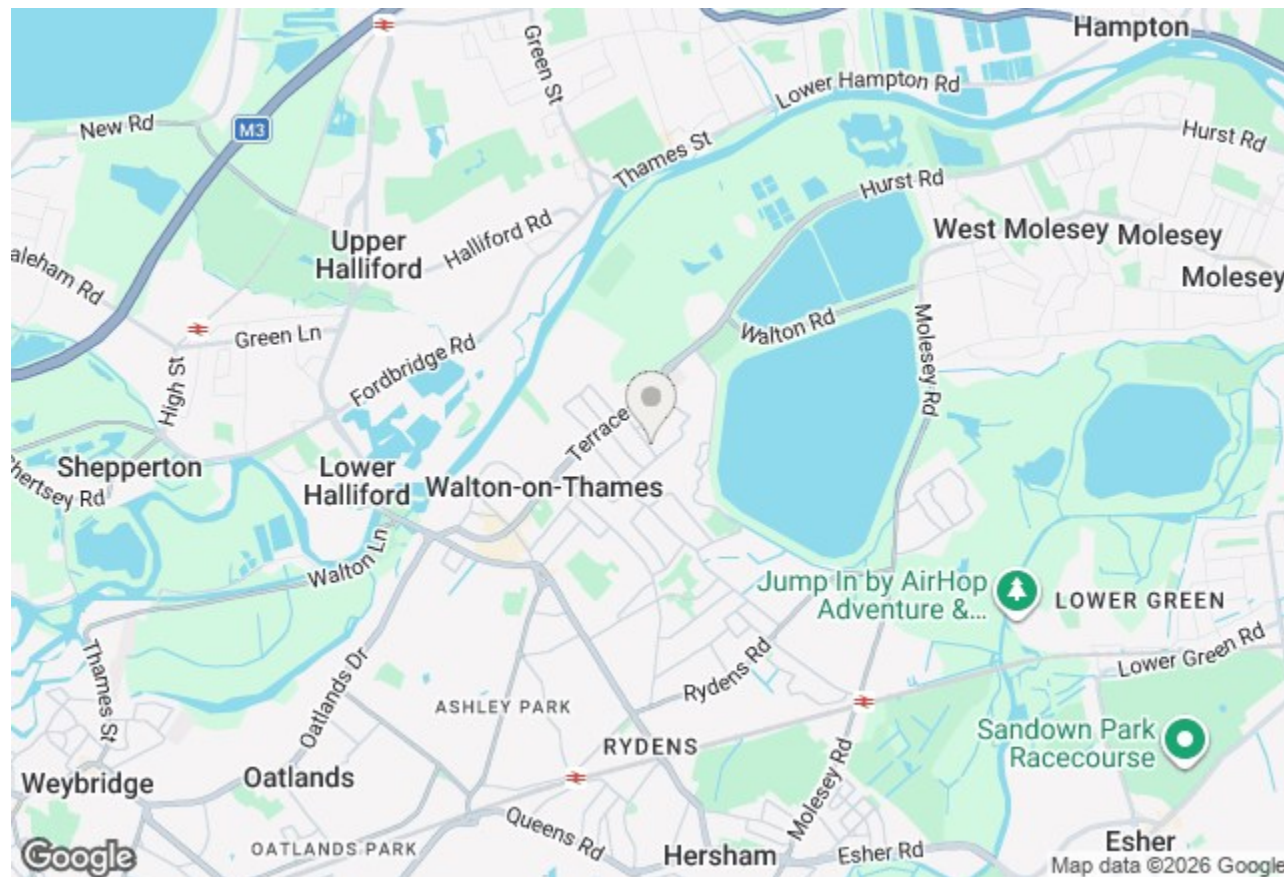 Hampton
Green St
Lower Hampton Rd
New Rd
M3
Hurst Rd
Thames St
Hurst Rd
Upper
Halliford
Halliford Rd
West Molesey
Molesey
Molesey
aleham Rd
Green Ln
Walton Rd
Molesey Rd
Fordbridge Rd
High St
Terrace
Shepperton
Lower
Halliford
Walton-on-Thames
hertsey Rd
Walton Ln
Jump In by AirHop
Adventure &...
LOWER GREEN
Thames St
Oatlands Dr
Rydens Rd
Lower Green Rd
ASHLEY PARK
Sandown Park
Racecourse
RYDENS
Weybridge
Oatlands
Molesey Rd
Queens Rd
OATLANDS PARK
Hersham
Esher Rd
Esher
Google
Map data ©2026 Google